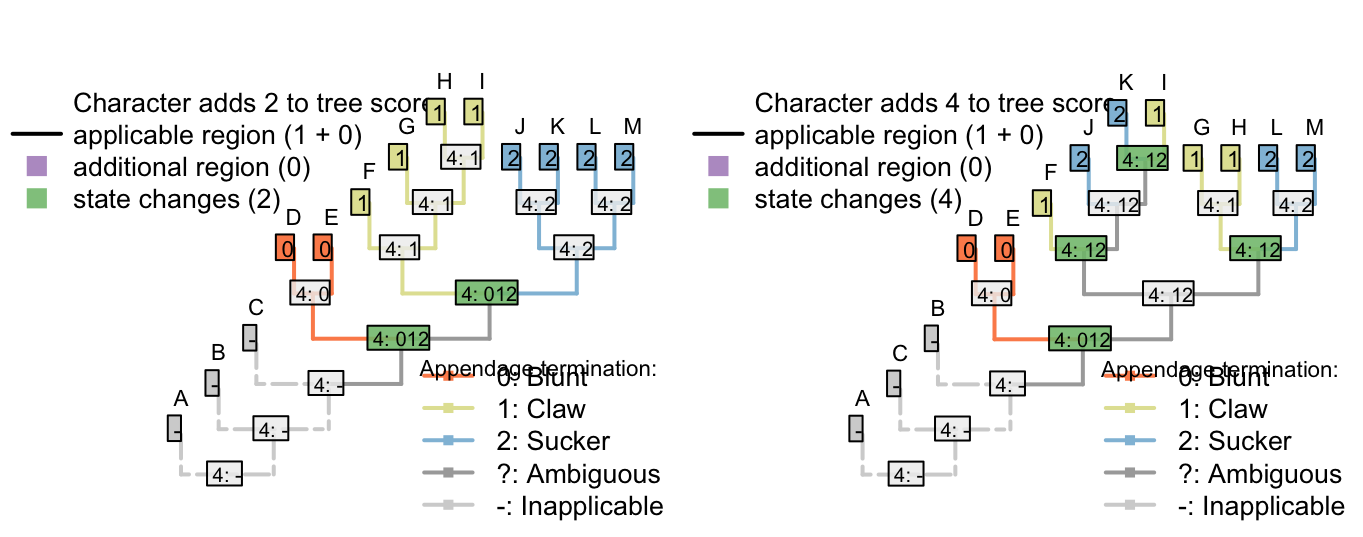 H I
Character adds 2 to tree score
1 1
applicable region (1 + 0)
G J K L M
additional region (0)
1 4: 1 2 2 2 2
F
state changes (2)
1 4: 1 4: 2 4: 2
D E
0 0 4: 1 4: 2
4: 0 4: 012
C
- 4: 012
B
Appendage termination:
- 4: -
0: Blunt
A
1: Claw
- 4: -
2: Sucker
4: -
?: Ambiguous
-: Inapplicable
K I
Character adds 4 to tree score
2 1
applicable region (1 + 0)
J G H L M
additional region (0)
2 4: 12 1 1 2 2
F
state changes (4)
1 4: 12 4: 1 4: 2
D E
0 0 4: 12 4: 12
4: 0 4: 12
B
- 4: 012
C
Appendage termination:
- 4: -
0: Blunt
A
1: Claw
- 4: -
2: Sucker
4: -
?: Ambiguous
-: Inapplicable